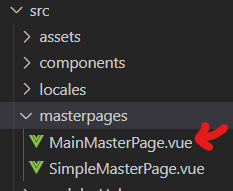 src
assets
components
locales
masterpages
MainMasterPage.vue
SimpleMasterPage.vue